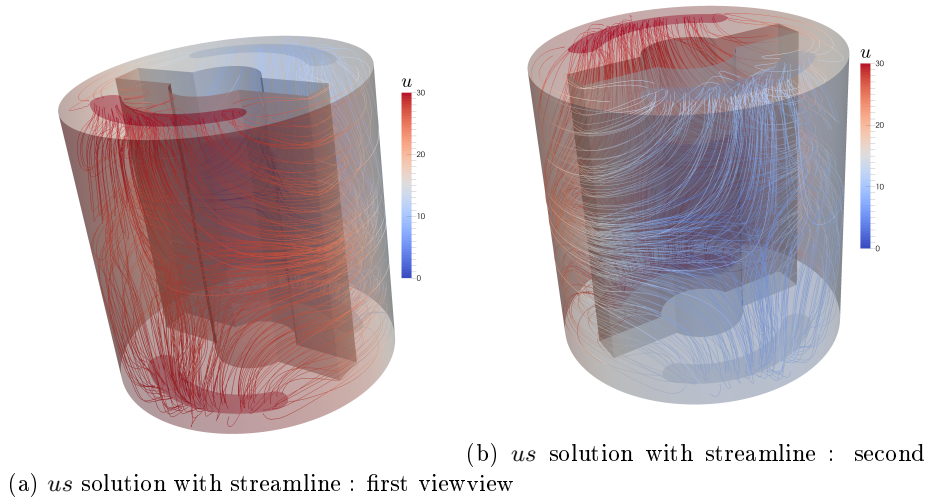 u
30
20
10
0
u
30
20
10
0
(b) us solution with streamline : second
(a) us solution with streamline : first viewview